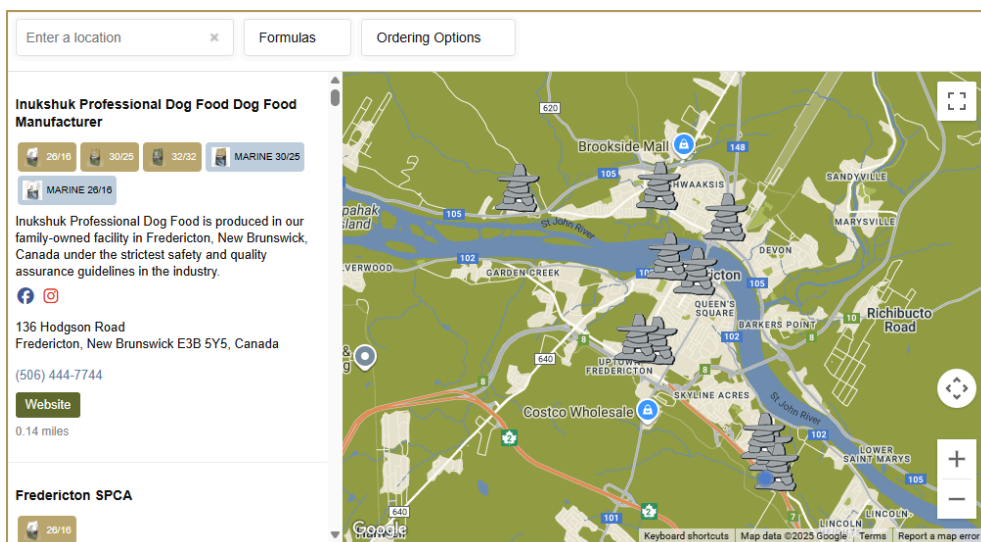 Enter a location
Formulas
Ordering Options
Inukshuk Professional Dog Food Dog Food
Manufacturer
26/16
30/25
32/32
MARINE 30/25
MARINE 26/16
Inukshuk Professional Dog Food is produced in our
family-owned facility in Fredericton, New Brunswick,
Canada under the strictest safety and quality
assurance guidelines in the industry.
136 Hodgson Road
Fredericton, New Brunswick E3B 5Y5, Canada
(506) 444-7744
Website
0.14 miles
Fredericton SPCA
26/16
620
Brookside Mall
148
105
SANDYVILLE
HWAAKSIS
105
MARYSVILLE
St John River
DEVON
102
GARDEN CREEK
105
QUEEN'S
SQUARE
BARKERS POINT
10
Richibucto
Road
102
8
640
8
UPTOWN
FREDERICTON
8
SKYLINE ACRES
Costco Wholesale
St John River
2
102
LOWER
SAINT MARYS
105
640
101
2
7
LINCOLN
LINCOLN
Google
Keyboard shortcuts
Map data ©2025 Google
Terms
Report a map error